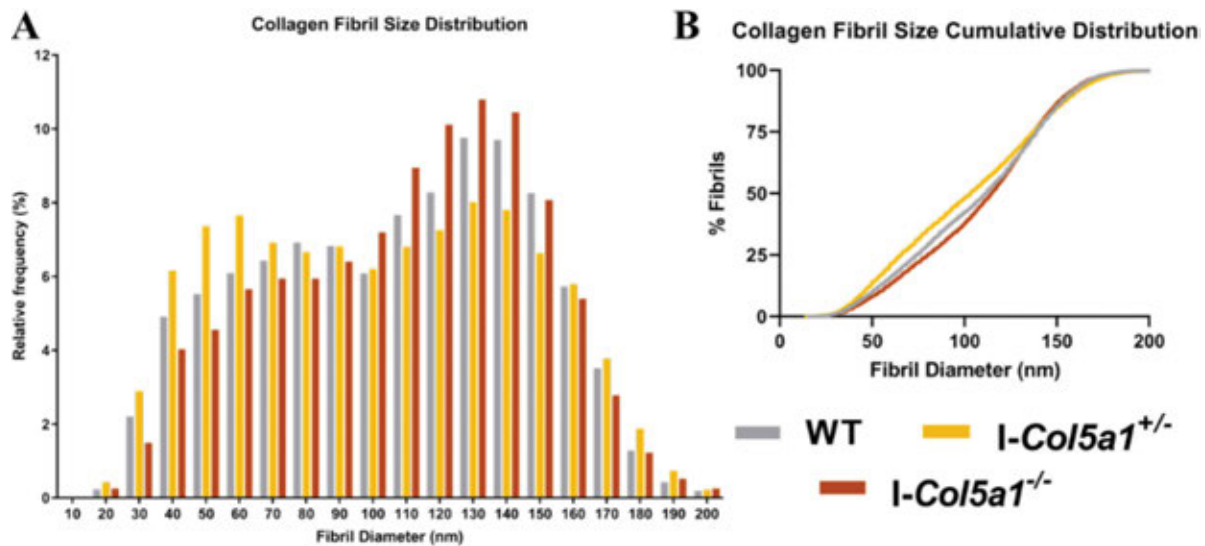 A
Collagen Fibril Size Distribution
Relative frequency (%)
12
10
8
6
4
2
0
10 20 30 40 50 60 70 80 90 100 110 120 130 140 150 160 170 180 190 200
Fibril Diameter (nm)
B
Collagen Fibril Size Cumulative Distribution
% Fibrils
100
75
50
25
0
0 50 100 150 200
Fibril Diameter (nm)
WT
I-Col5a1+/-
I-Col5a1-/-